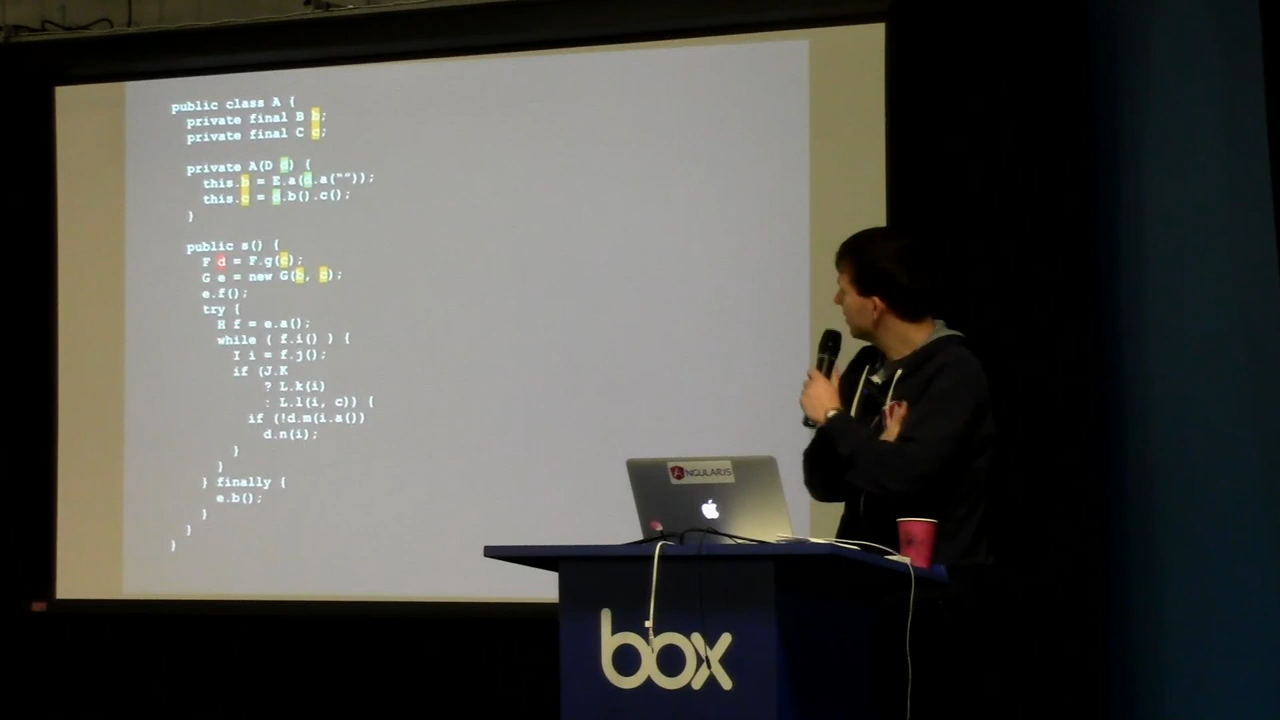 public class A {
private final B b;
private final C c;
private A(D d) {
this.b = E.a(d.a(""));
this.c = d.b().c();
}
public s() {
F d = F.g(c);
G e = new G(b, c);
e.f();
try {
H f = e.a();
while ( f.i() ) {
I i = f.j();
if (J.K
? L.k(i)
: L.l(i, c)) {
if (!d.m(i.a())
d.n(i);
}
}
} finally {
e.b();
}
}
}
ANGULARJS
box